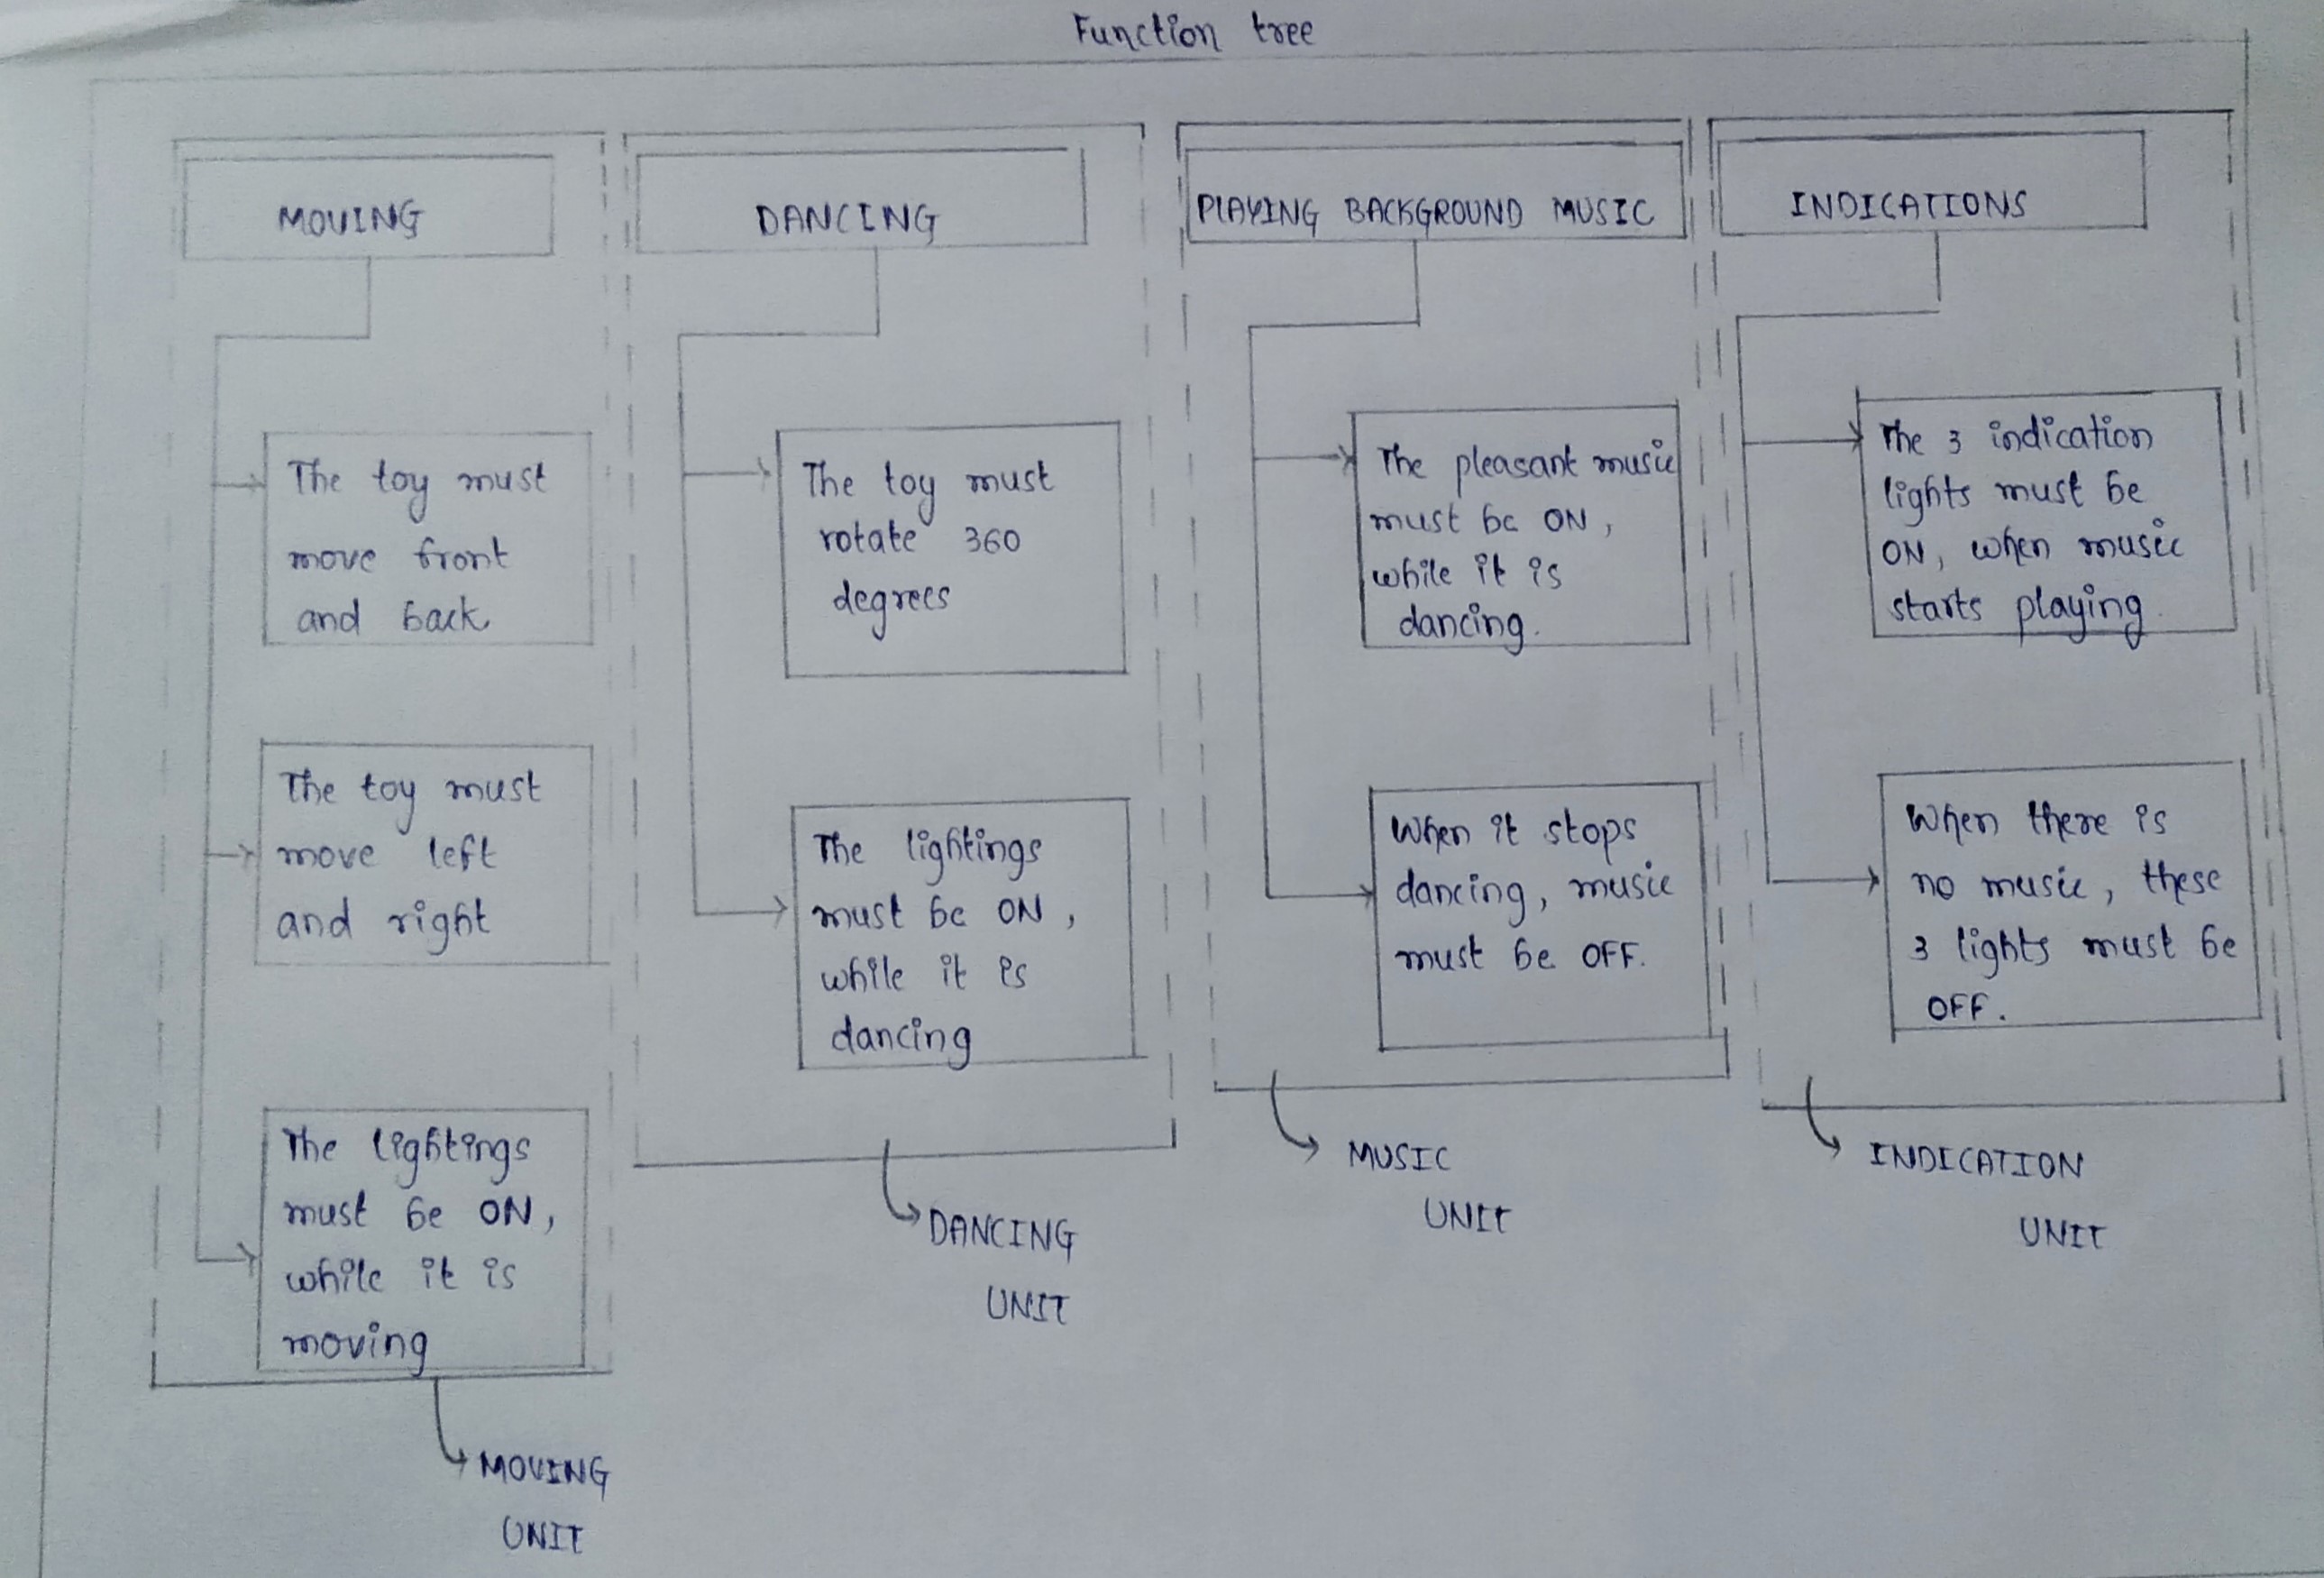 Function tree
MOVING
The toy must
move front
and back
The toy must
move left
and right
The lightings
must be ON,
while it is
moving
MOVING
UNIT
DANCING
The toy must
rotate 360
degrees
The lightings
must be ON,
while it is
dancing
DANCING
UNIT
PLAYING BACKGROUND MUSIC
The pleasant music
must be ON,
while it is
dancing.
When it stops
dancing, music
must be OFF.
MUSIC
UNIT
INDICATIONS
The 3 indication
lights must be
ON, when music
starts playing.
When there is
no music, these
3 lights must be
OFF.
INDICATION
UNIT